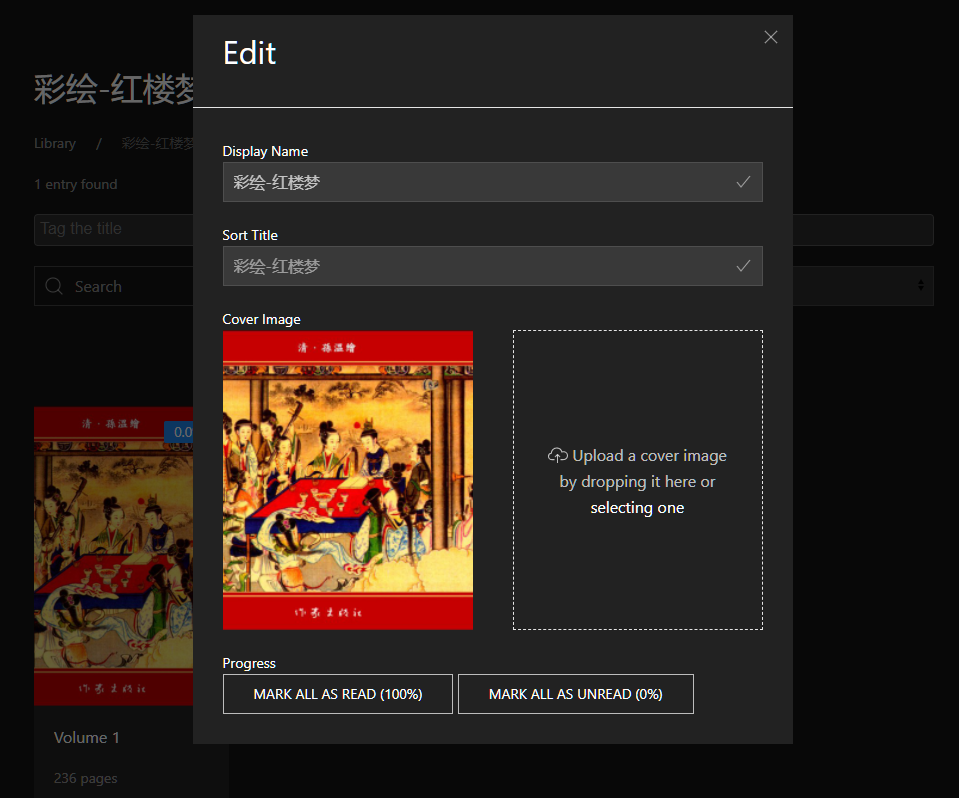 Edit
彩绘-红楼梦
Library / 彩绘-红楼梦
1 entry found
Tag the title
Search
Display Name
彩绘-红楼梦
Sort Title
彩绘-红楼梦
Cover Image
清·孫温繪
作家出版社
Upload a cover image
by dropping it here or
selecting one
Progress
MARK ALL AS READ (100%)
MARK ALL AS UNREAD (0%)
清·孫温繪
0.0
作家出版社
Volume 1
236 pages